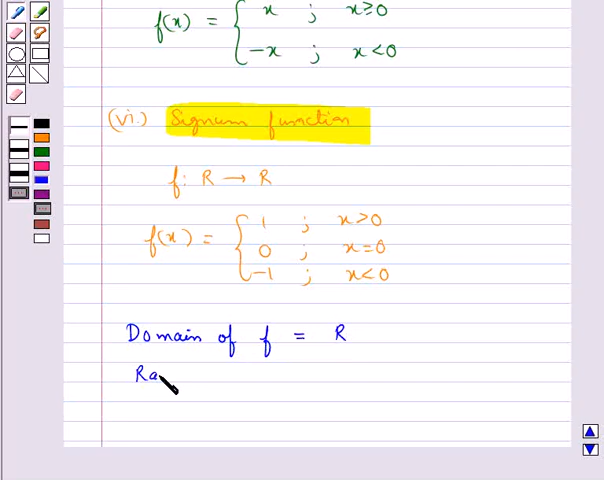 f(x) = { x ; x ≥ 0
-x ; x < 0
(vi.) Signum function
f: R → R
f(x) = { 1 ; x > 0
0 ; x = 0
-1 ; x < 0
Domain of f = R
Ra